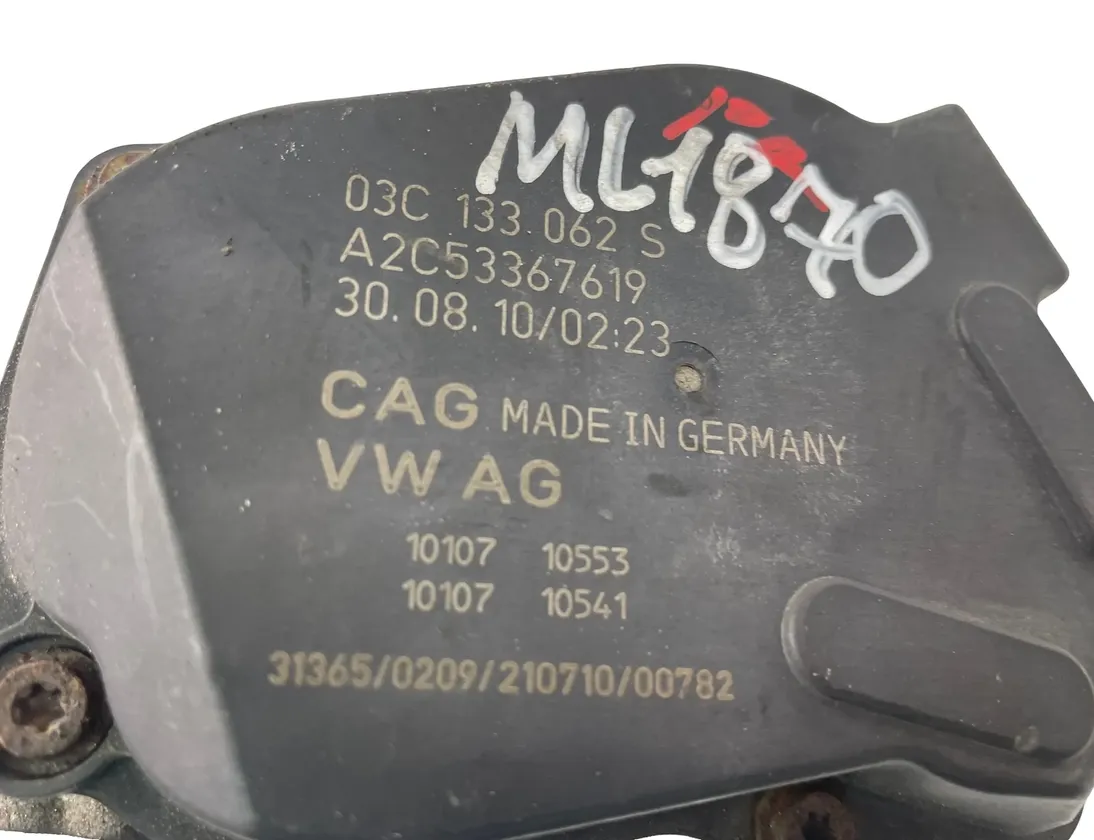 ML1870
03C 133 062 S
A2C53367619
30.08.10/02:23
CAG MADE IN GERMANY
VW AG
10107 10553
10107 10541
31365/0209/210710/00782